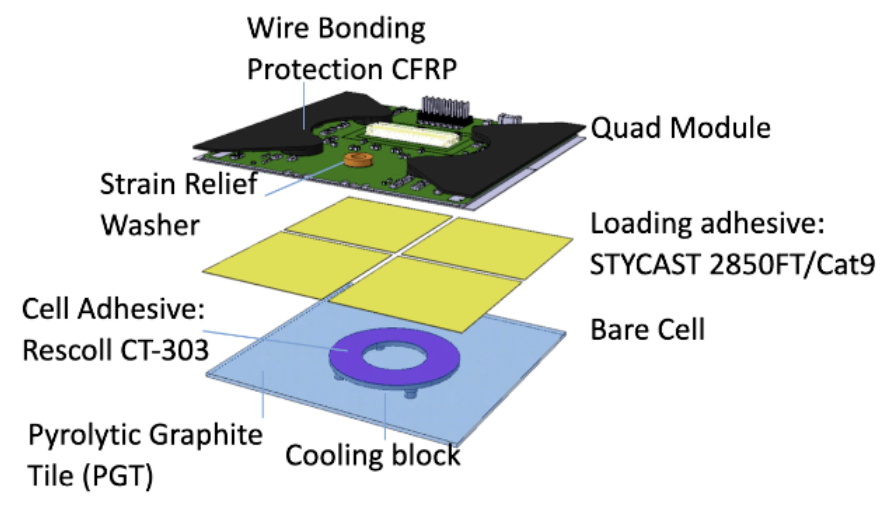 Wire Bonding
Protection CFRP
Quad Module
Strain Relief
Washer
Loading adhesive:
STYCAST 2850FT/Cat9
Cell Adhesive:
Rescoll CT-303
Bare Cell
Pyrolytic Graphite
Tile (PGT)
Cooling block